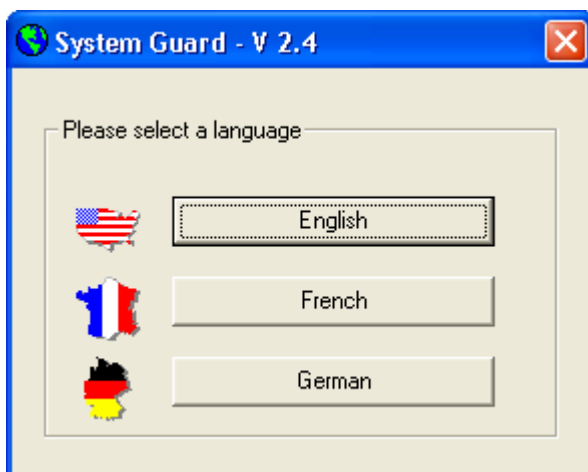 System Guard - V 2.4
Please select a language
English
French
German